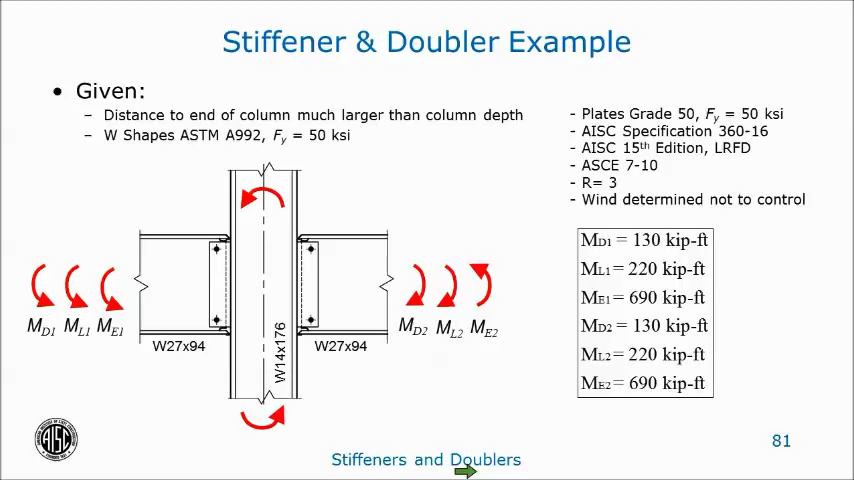 Stiffener & Doubler Example
• Given:
– Distance to end of column much larger than column depth
– W Shapes ASTM A992, Fy = 50 ksi
- Plates Grade 50, Fy = 50 ksi
- AISC Specification 360-16
- AISC 15th Edition, LRFD
- ASCE 7-10
- R= 3
- Wind determined not to control
MD1 = 130 kip-ft
ML1 = 220 kip-ft
ME1 = 690 kip-ft
MD2 = 130 kip-ft
ML2 = 220 kip-ft
ME2 = 690 kip-ft
MD1 ML1 ME1
MD2 ML2 ME2
W27x94
W14x176
W27x94
AISC
81
Stiffeners and Doublers